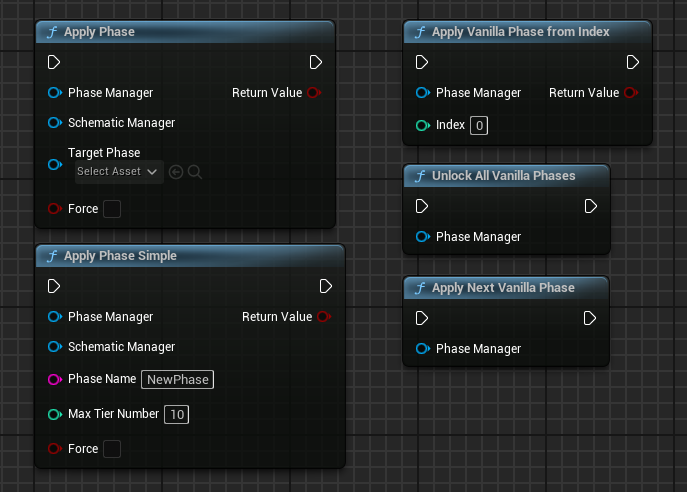 Apply Phase
Phase Manager
Return Value
Schematic Manager
Target Phase
Select Asset
Force
Apply Phase Simple
Phase Manager
Return Value
Schematic Manager
Phase Name NewPhase
Max Tier Number 10
Force
Apply Vanilla Phase from Index
Phase Manager
Return Value
Index 0
Unlock All Vanilla Phases
Phase Manager
Apply Next Vanilla Phase
Phase Manager